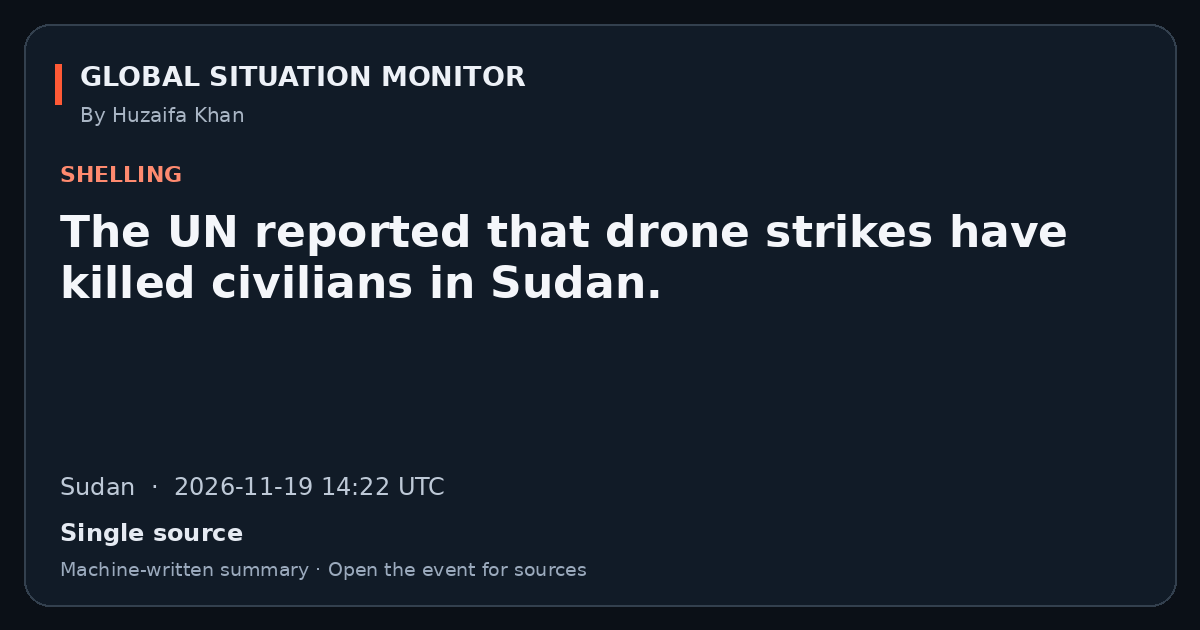 GLOBAL SITUATION MONITOR
By Huzaifa Khan
SHELLING
The UN reported that drone strikes have
killed civilians in Sudan.
Sudan · 2026-11-19 14:22 UTC
Single source
Machine-written summary · Open the event for sources